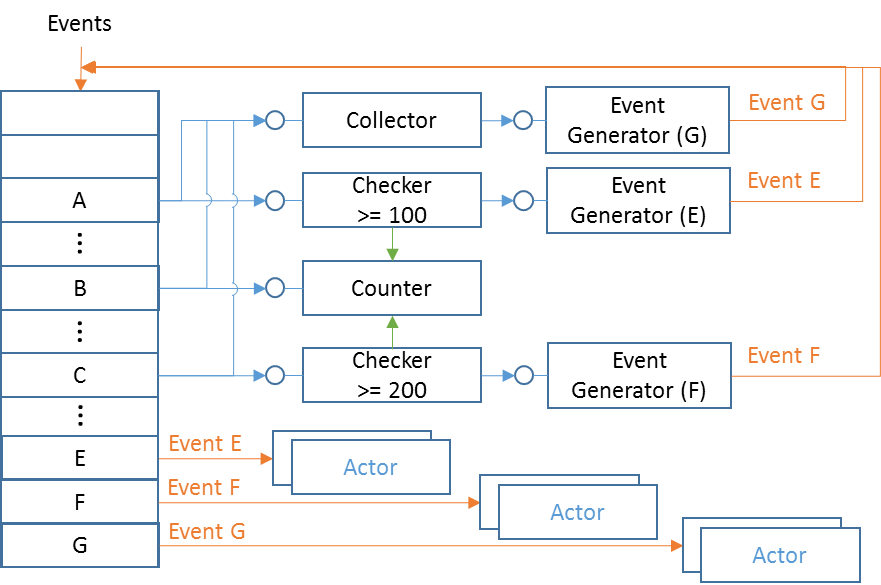 Events
Collector
Event
Generator (G)
Event G
A
Checker
>= 100
Event
Generator (E)
Event E
⋮
B
Counter
⋮
C
Checker
>= 200
Event
Generator (F)
Event F
⋮
E
Event E
Actor
F
Event F
Actor
G
Event G
Actor